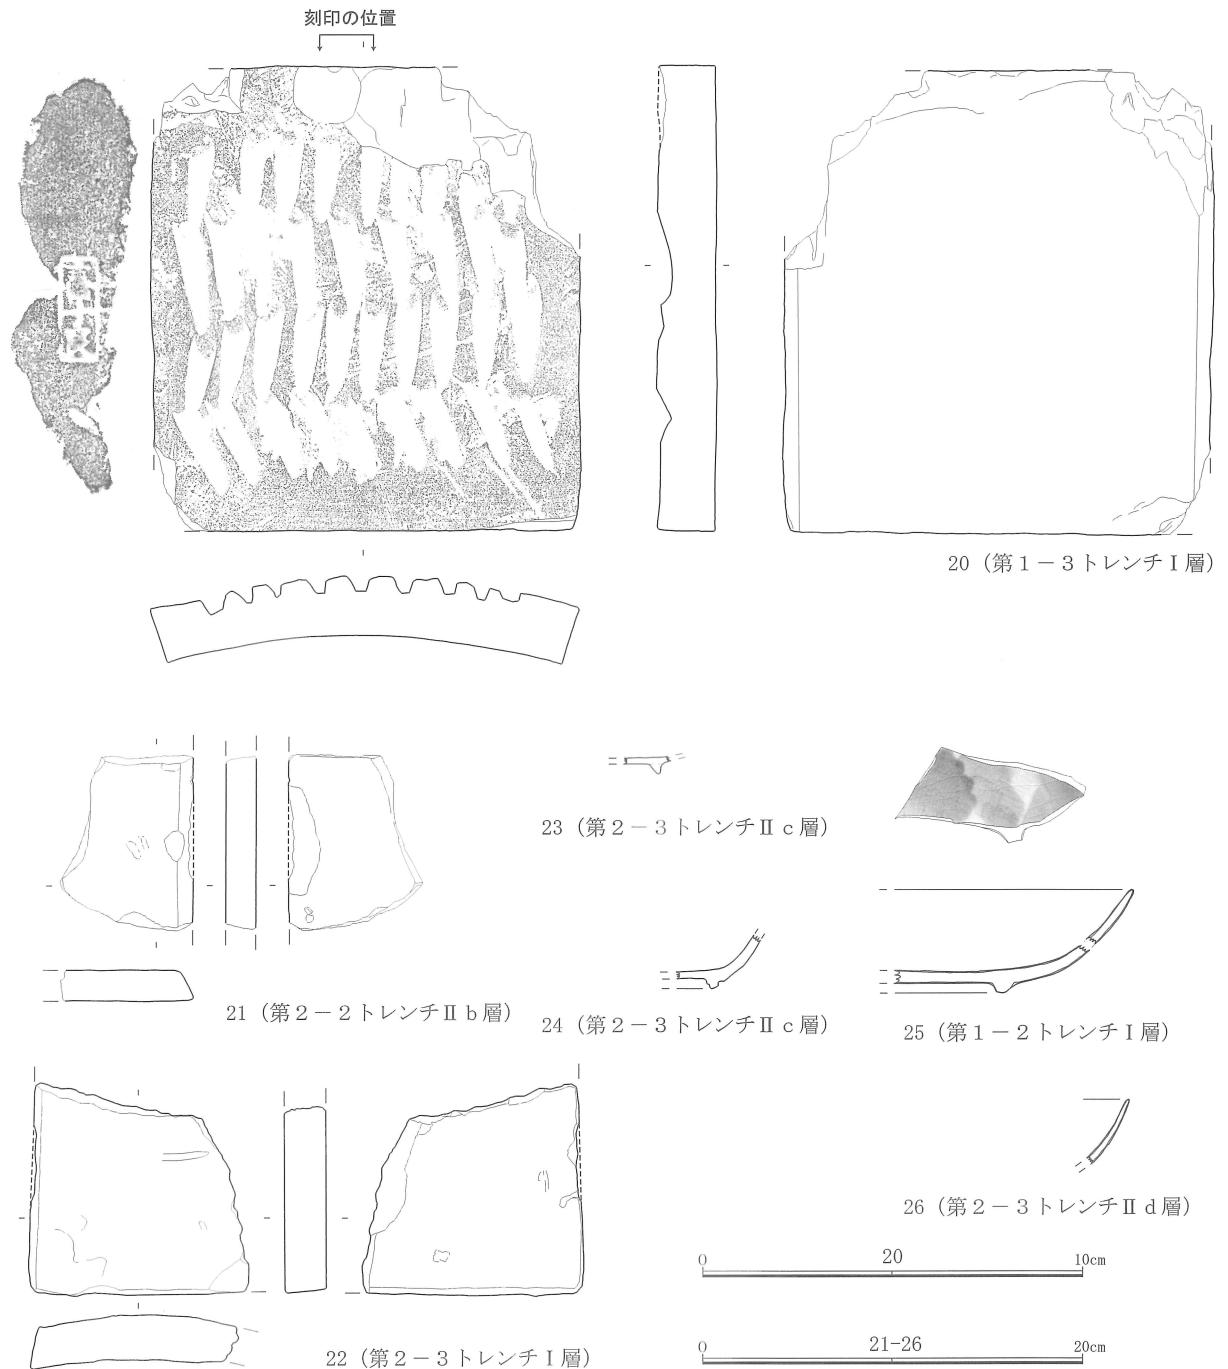 刻印の位置
20（第１－３トレンチⅠ層）
23（第２－３トレンチⅡｃ層）
21（第２－２トレンチⅡｂ層）
24（第２－３トレンチⅡｃ層）
25（第１－２トレンチⅠ層）
26（第２－３トレンチⅡｄ層）
0 20 10cm
0 21-26 20cm
22（第２－３トレンチⅠ層）